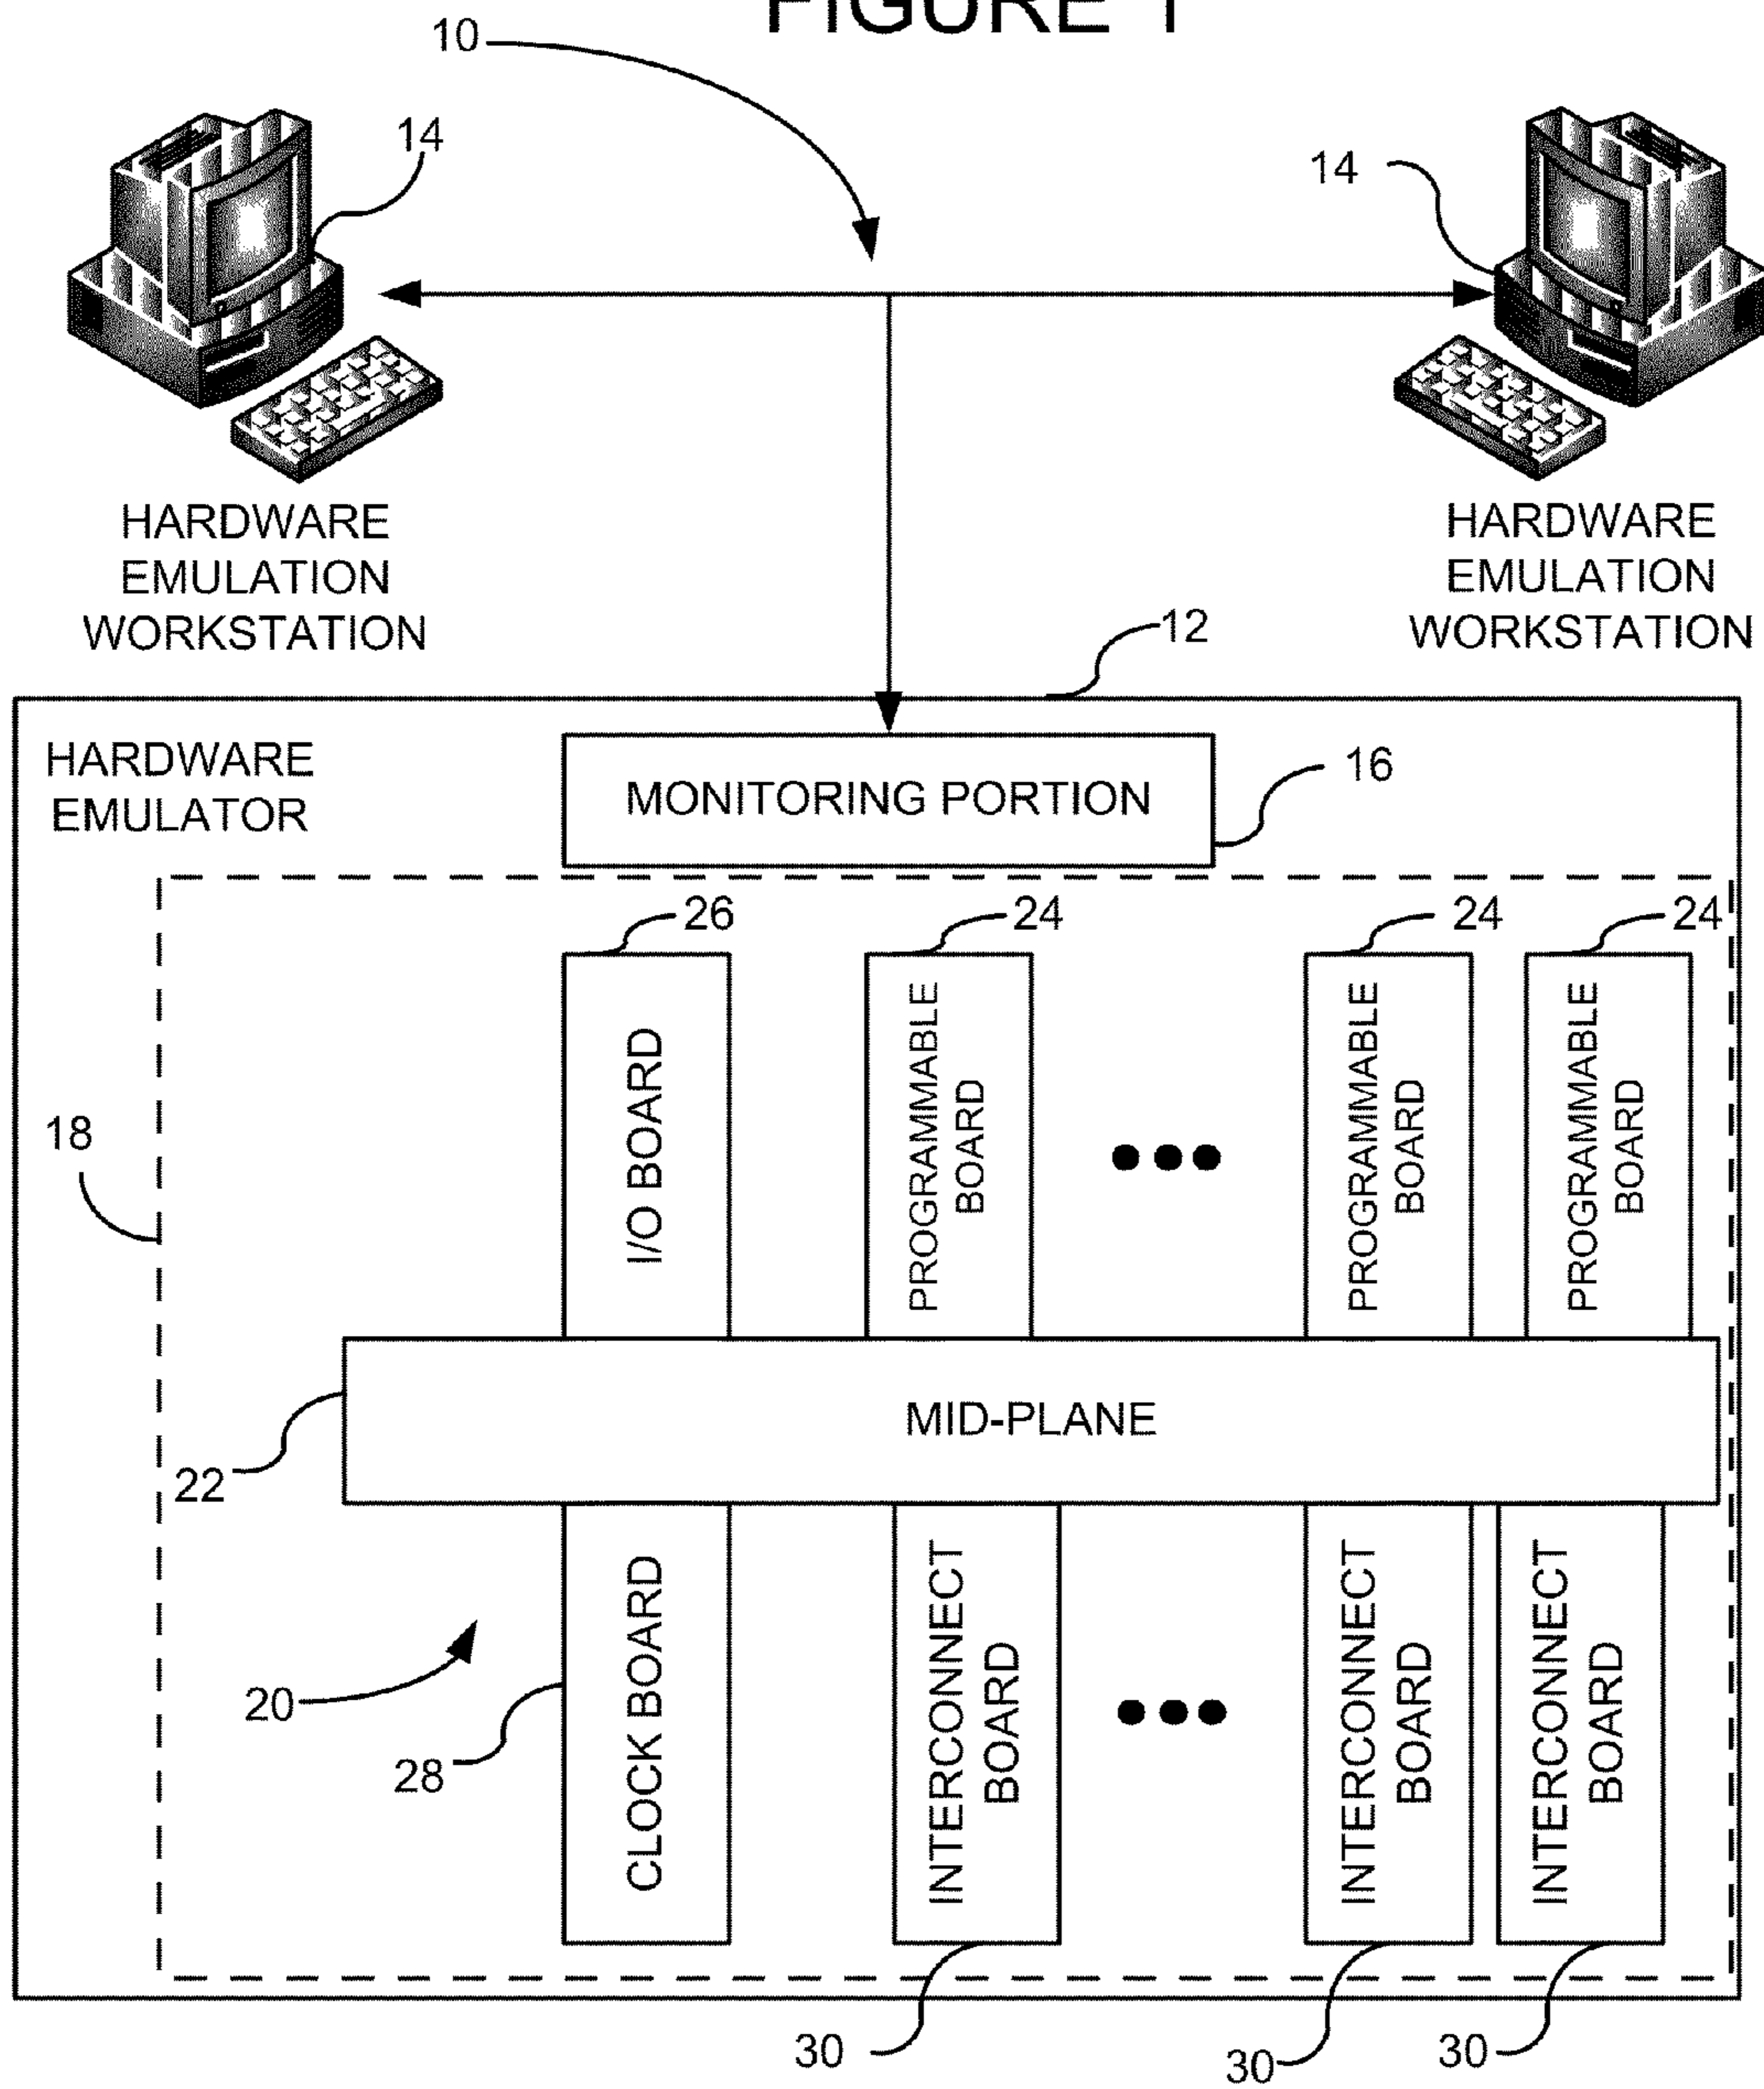 FIGURE 1
10
14
14
HARDWARE
EMULATION
WORKSTATION
HARDWARE
EMULATION
WORKSTATION
12
HARDWARE
EMULATOR
MONITORING PORTION
16
26
24
24
24
I/O BOARD
PROGRAMMABLE
BOARD
PROGRAMMABLE
BOARD
PROGRAMMABLE
BOARD
18
MID-PLANE
22
CLOCK BOARD
INTERCONNECT
BOARD
INTERCONNECT
BOARD
INTERCONNECT
BOARD
20
28
30
30
30